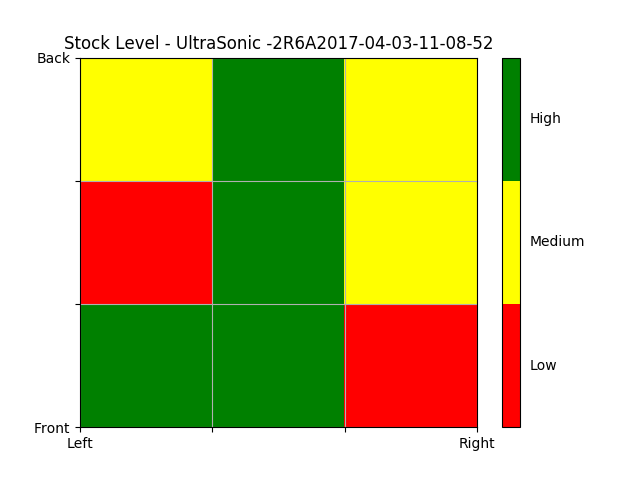 Stock Level - UltraSonic -2R6A2017-04-03-11-08-52
Back
High
Medium
Low
Front
Left
Right